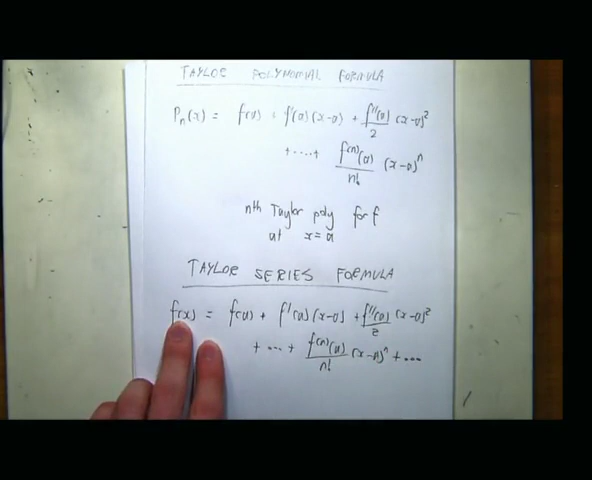 TAYLOR POLYNOMIAL FORMULA
Pₙ(x) = f(a) + f'(a)(x-a) + f''(a)/2 (x-a)²
+ ... + f⁽ⁿ⁾(a)/n! (x-a)ⁿ
nth Taylor poly for f
at x=a
TAYLOR SERIES FORMULA
f(x) = f(a) + f'(a)(x-a) + f''(a)/2 (x-a)²
+ ... + f⁽ⁿ⁾(a)/n! (x-a)ⁿ + ...